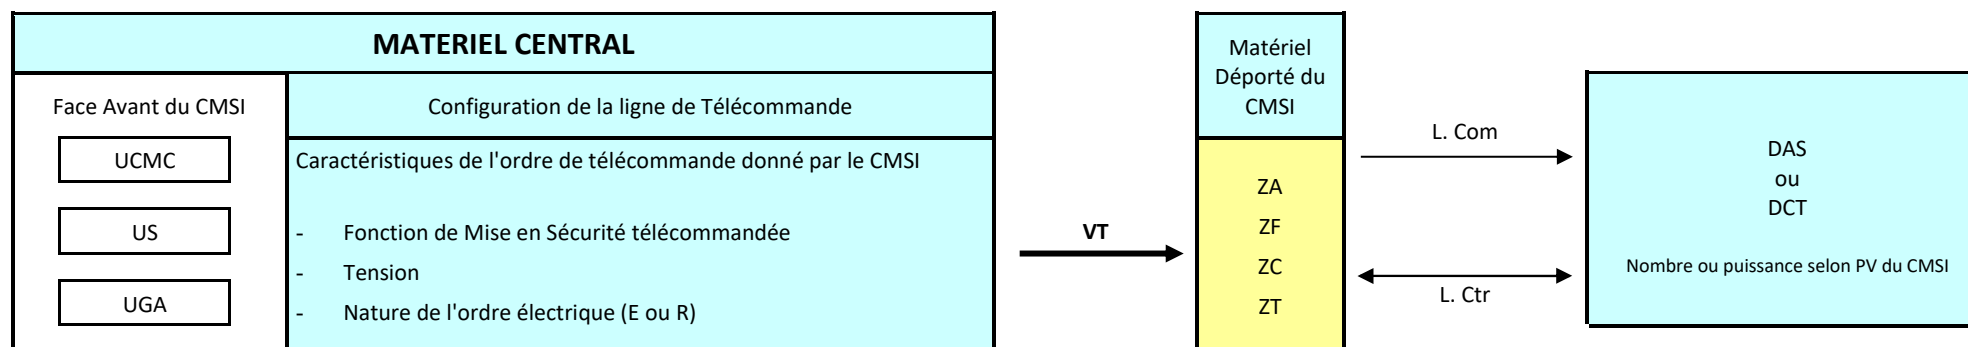 MATERIEL CENTRAL
Face Avant du CMSI
UCMC
US
UGA
Configuration de la ligne de Télécommande
Caractéristiques de l'ordre de télécommande donné par le CMSI
- Fonction de Mise en Sécurité télécommandée
- Tension
- Nature de l'ordre électrique (E ou R)
VT
Matériel
Déporté du
CMSI
ZA
ZF
ZC
ZT
L. Com
L. Ctr
DAS
ou
DCT
Nombre ou puissance selon PV du CMSI